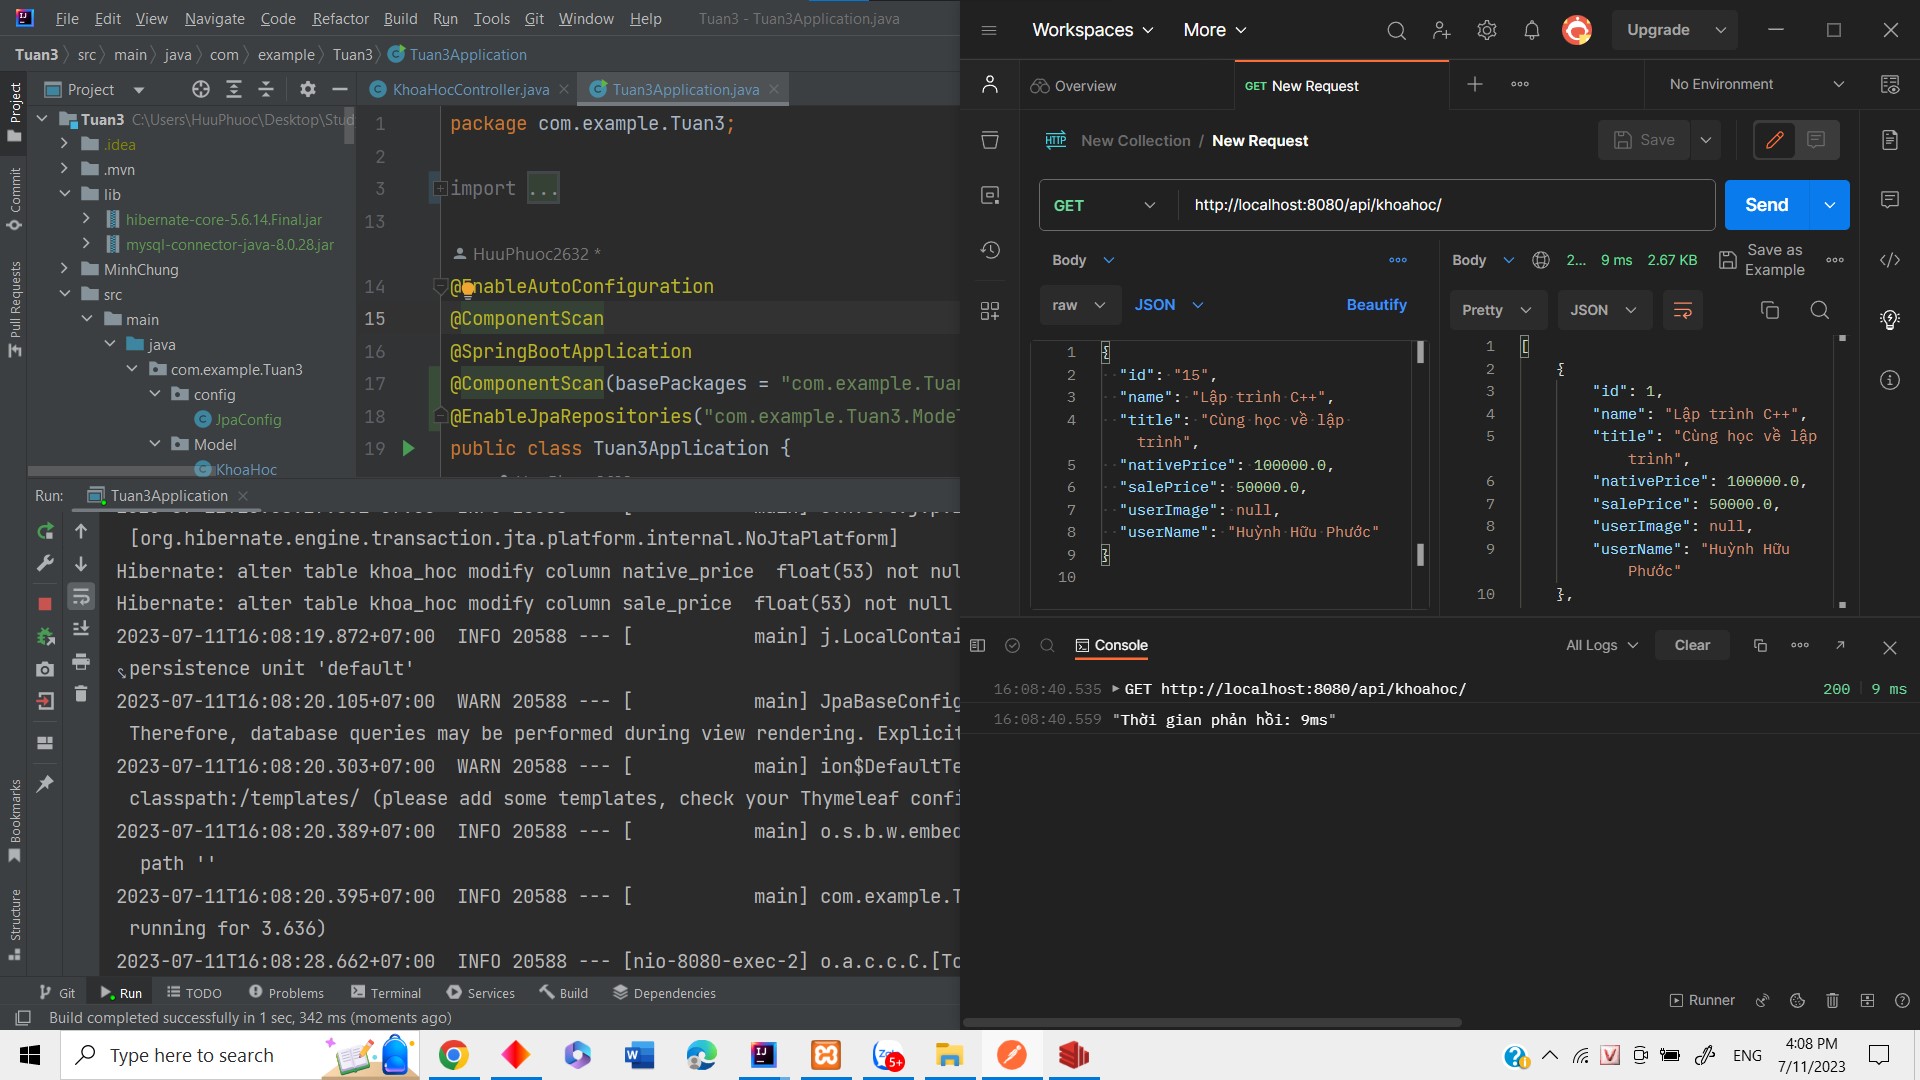 File Edit View Navigate Code Refactor Build Run Tools Git Window Help Tuan3 - Tuan3Application.java
Tuan3 src main java com example Tuan3 Tuan3Application
Project
KhoaHocController.java
Tuan3Application.java
Project
Commit
Pull Requests
Bookmarks
Structure
Tuan3 C:\Users\HuuPhuoc\Desktop\Stud
.idea
.mvn
lib
hibernate-core-5.6.14.Final.jar
mysql-connector-java-8.0.28.jar
MinhChung
src
main
java
com.example.Tuan3
config
JpaConfig
Model
KhoaHoc
1 package com.example.Tuan3;
2
3 import ...
13
HuuPhuoc2632 *
14 @EnableAutoConfiguration
15 @ComponentScan
16 @SpringBootApplication
17 @ComponentScan(basePackages = "com.example.Tuan
18 @EnableJpaRepositories("com.example.Tuan3.Mode
19 public class Tuan3Application {
Run: Tuan3Application
[org.hibernate.engine.transaction.jta.platform.internal.NoJtaPlatform]
Hibernate: alter table khoa_hoc modify column native_price float(53) not nul
Hibernate: alter table khoa_hoc modify column sale_price float(53) not null
2023-07-11T16:08:19.872+07:00 INFO 20588 --- [ main] j.LocalContai
persistence unit 'default'
2023-07-11T16:08:20.105+07:00 WARN 20588 --- [ main] JpaBaseConfig
Therefore, database queries may be performed during view rendering. Explicit
2023-07-11T16:08:20.303+07:00 WARN 20588 --- [ main] ion$DefaultTe
classpath:/templates/ (please add some templates, check your Thymeleaf confi
2023-07-11T16:08:20.389+07:00 INFO 20588 --- [ main] o.s.b.w.embed
path ''
2023-07-11T16:08:20.395+07:00 INFO 20588 --- [ main] com.example.T
running for 3.636)
2023-07-11T16:08:28.662+07:00 INFO 20588 --- [nio-8080-exec-2] o.a.c.c.C.[To
Git Run TODO Problems Terminal Services Build Dependencies
Build completed successfully in 1 sec, 342 ms (moments ago)
Workspaces More Upgrade
Overview GET New Request No Environment
HTTP New Collection / New Request Save
GET http://localhost:8080/api/khoahoc/ Send
Body
raw JSON Beautify
1 {
2 "id": "15",
3 "name": "Lập trình C++",
4 "title": "Cùng học về lập
trình",
5 "nativePrice": 100000.0,
6 "salePrice": 50000.0,
7 "userImage": null,
8 "userName": "Huỳnh Hữu Phước"
9 }
10
Body 2... 9 ms 2.67 KB Save as Example
Pretty JSON
1 [
2 {
3 "id": 1,
4 "name": "Lập trình C++",
5 "title": "Cùng học về lập
trình",
6 "nativePrice": 100000.0,
7 "salePrice": 50000.0,
8 "userImage": null,
9 "userName": "Huỳnh Hữu
Phước"
10 },
Console All Logs Clear
16:08:40.535 GET http://localhost:8080/api/khoahoc/ 200 9 ms
16:08:40.559 "Thời gian phản hồi: 9ms"
Runner
Type here to search
5+
ENG
4:08 PM
7/11/2023